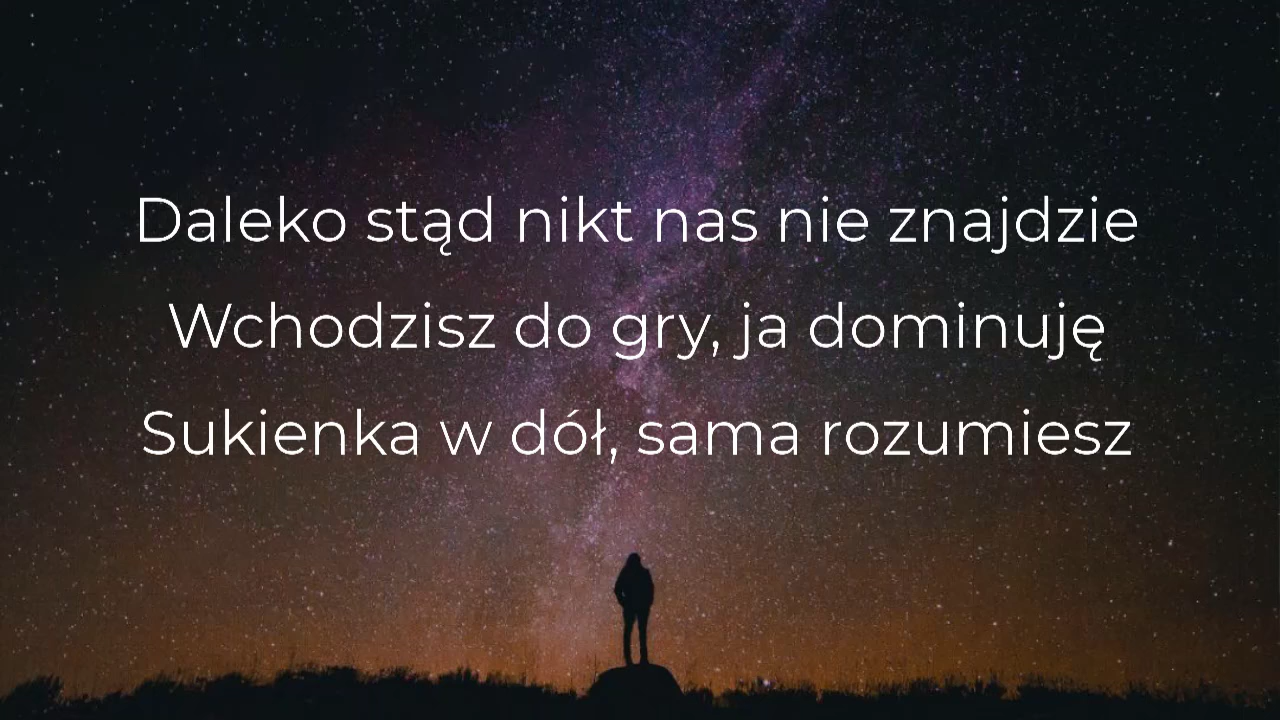 Daleko stąd nikt nas nie znajdzie
Wchodzisz do gry, ja dominuję
Sukienka w dół, sama rozumiesz